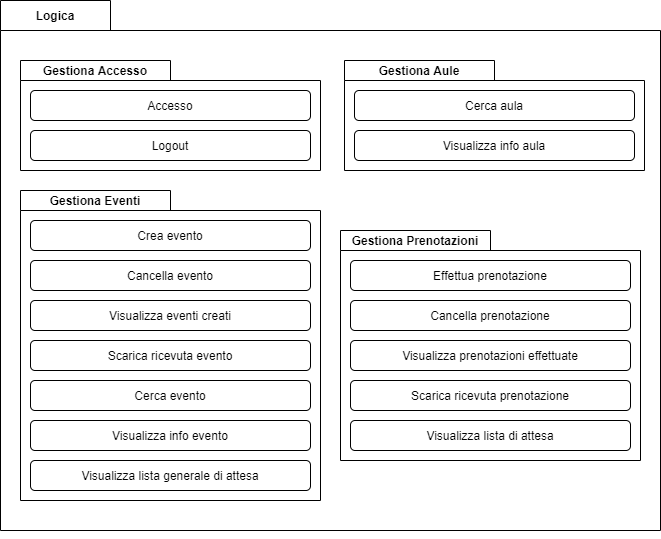 Logica
Gestiona Accesso
Accesso
Logout
Gestiona Aule
Cerca aula
Visualizza info aula
Gestiona Eventi
Crea evento
Cancella evento
Visualizza eventi creati
Scarica ricevuta evento
Cerca evento
Visualizza info evento
Visualizza lista generale di attesa
Gestiona Prenotazioni
Effettua prenotazione
Cancella prenotazione
Visualizza prenotazioni effettuate
Scarica ricevuta prenotazione
Visualizza lista di attesa